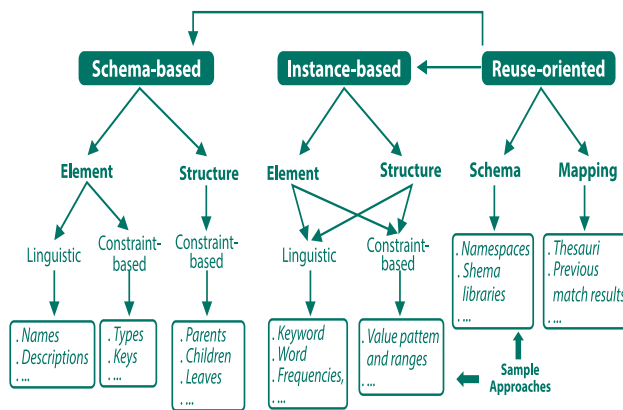 Schema-based
Instance-based
Reuse-oriented
Element
Structure
Element
Structure
Schema
Mapping
Linguistic
Constraint-
based
Constraint-
based
Linguistic
Constraint-
based
. Names
. Descriptions
. ...
. Types
. Keys
. ...
. Parents
. Children
. Leaves
. ...
. Keyword
. Word
. Frequencies,
. ...
. Value pattem
and ranges
. ...
. Namespaces
. Shema
libraries
. ...
. Thesauri
. Previous
match results
. ...
Sample
Approaches